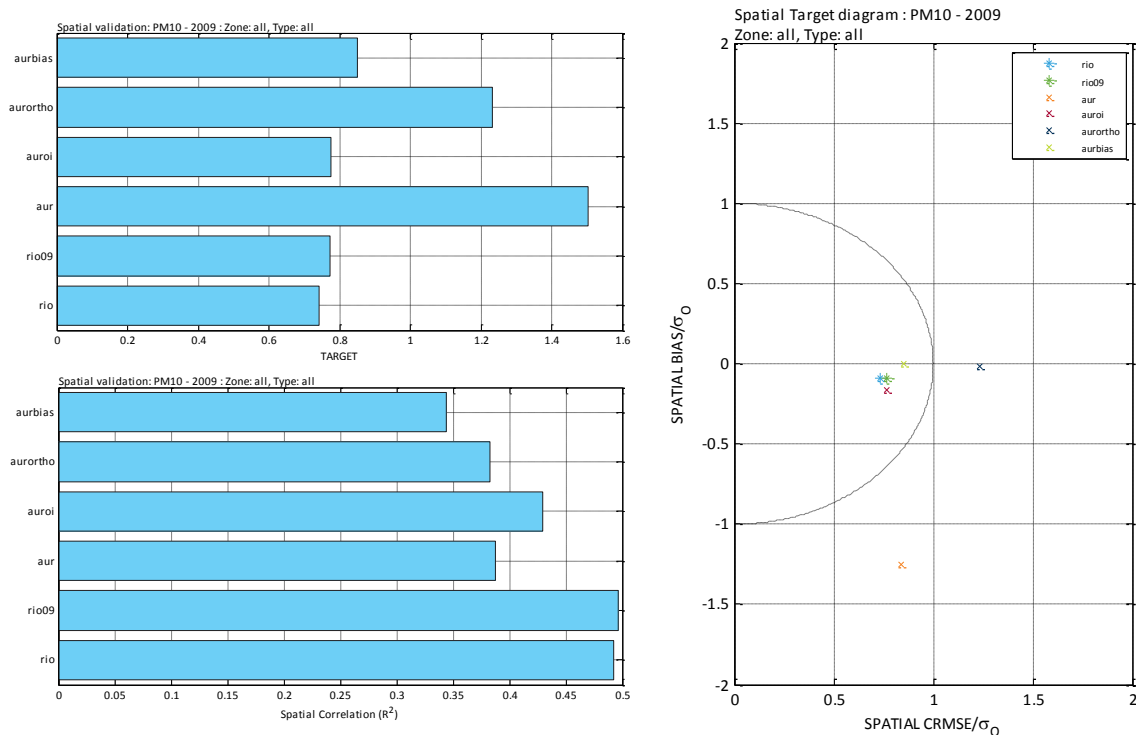 Spatial validation: PM10 - 2009 : Zone: all, Type: all
aurbias
aurortho
auroi
aur
rio09
rio
0 0.2 0.4 0.6 0.8 1 1.2 1.4 1.6
TARGET
Spatial validation: PM10 - 2009 : Zone: all, Type: all
aurbias
aurortho
auroi
aur
rio09
rio
0 0.05 0.1 0.15 0.2 0.25 0.3 0.35 0.4 0.45 0.5
Spatial Correlation (R²)
Spatial Target diagram : PM10 - 2009
Zone: all, Type: all
2
1.5
1
0.5
0
-0.5
-1
-1.5
-2
SPATIAL BIAS/σO
rio
rio09
aur
auroi
aurortho
aurbias
0 0.5 1 1.5 2
SPATIAL CRMSE/σO